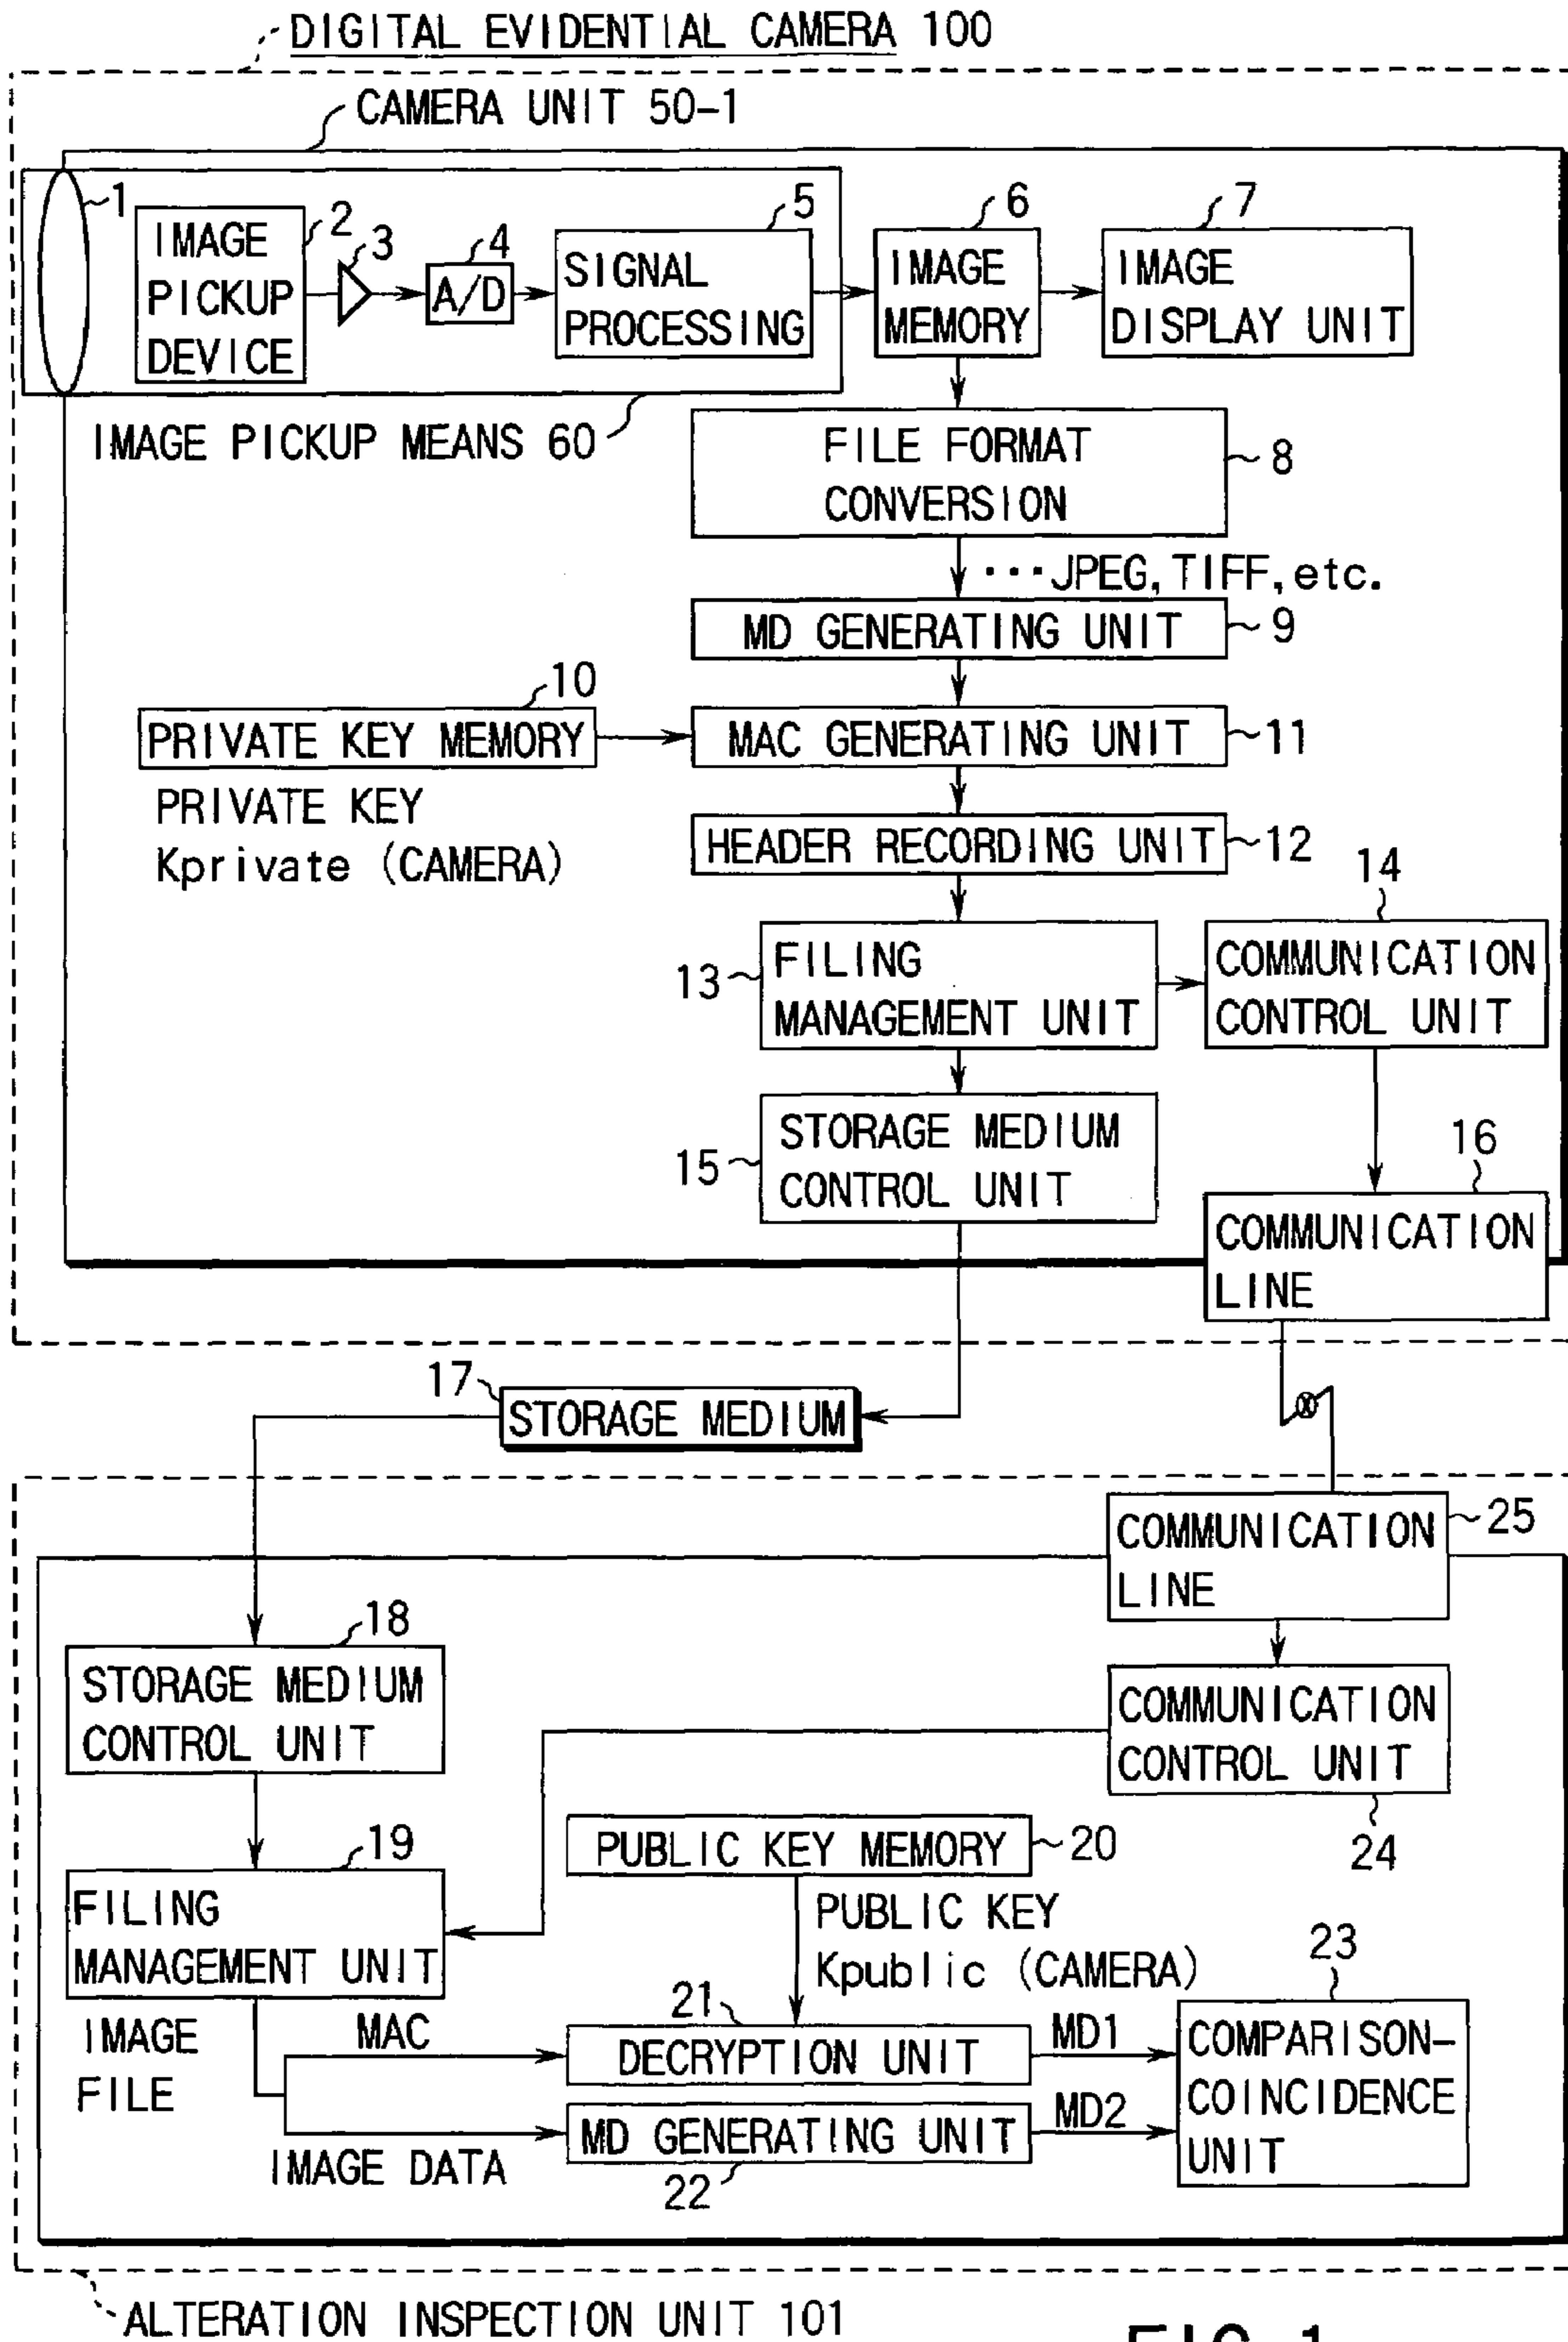 DIGITAL EVIDENTIAL CAMERA 100
CAMERA UNIT 50-1
1
IMAGE
PICKUP
DEVICE
2
3
4
A/D
5
SIGNAL
PROCESSING
6
IMAGE
MEMORY
7
IMAGE
DISPLAY UNIT
IMAGE PICKUP MEANS 60
FILE FORMAT
CONVERSION
8
···JPEG, TIFF, etc.
MD GENERATING UNIT
9
10
PRIVATE KEY MEMORY
PRIVATE KEY
Kprivate (CAMERA)
MAC GENERATING UNIT
11
HEADER RECORDING UNIT
12
13
FILING
MANAGEMENT UNIT
14
COMMUNICATION
CONTROL UNIT
15
STORAGE MEDIUM
CONTROL UNIT
16
COMMUNICATION
LINE
17
STORAGE MEDIUM
COMMUNICATION
LINE
25
18
STORAGE MEDIUM
CONTROL UNIT
COMMUNICATION
CONTROL UNIT
24
19
FILING
MANAGEMENT UNIT
PUBLIC KEY MEMORY
20
PUBLIC KEY
Kpublic (CAMERA)
IMAGE
FILE
MAC
21
DECRYPTION UNIT
MD1
IMAGE DATA
MD GENERATING UNIT
22
MD2
23
COMPARISON-
COINCIDENCE
UNIT
ALTERATION INSPECTION UNIT 101
FIG. 1